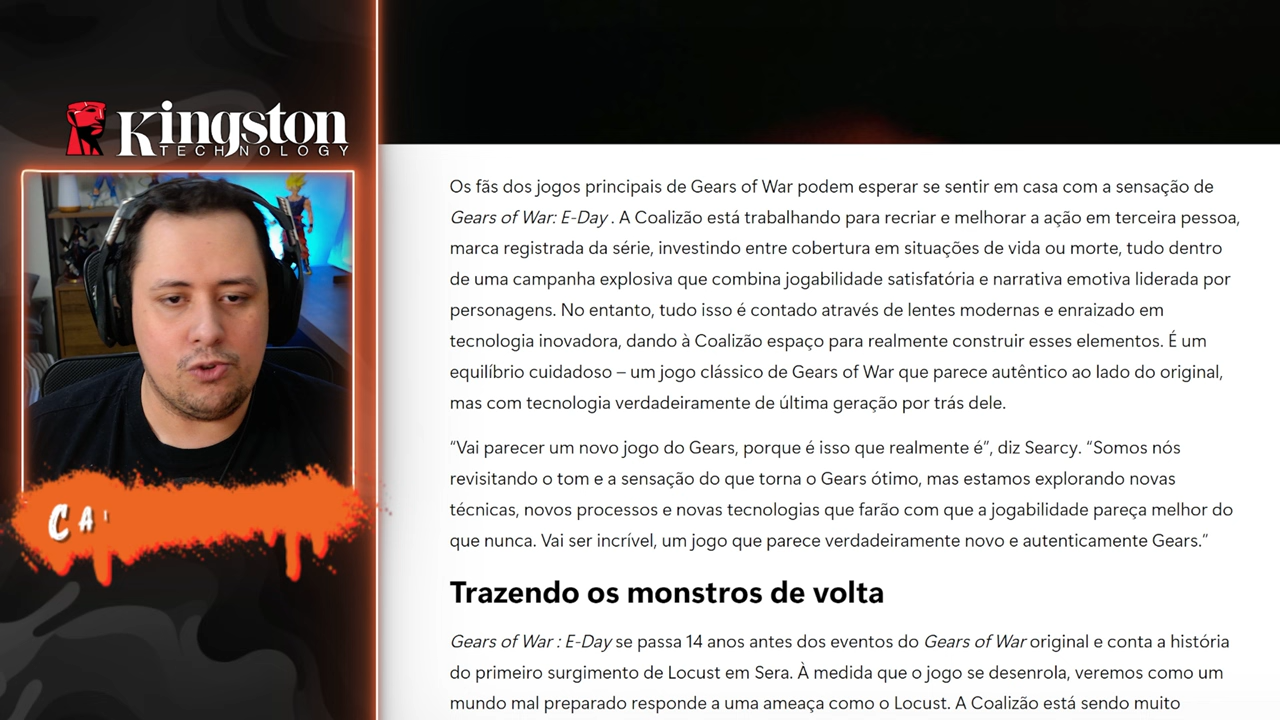 Kingston
TECHNOLOGY
CA
Os fãs dos jogos principais de Gears of War podem esperar se sentir em casa com a sensação de
Gears of War: E-Day . A Coalizão está trabalhando para recriar e melhorar a ação em terceira pessoa,
marca registrada da série, investindo entre cobertura em situações de vida ou morte, tudo dentro
de uma campanha explosiva que combina jogabilidade satisfatória e narrativa emotiva liderada por
personagens. No entanto, tudo isso é contado através de lentes modernas e enraizado em
tecnologia inovadora, dando à Coalizão espaço para realmente construir esses elementos. É um
equilíbrio cuidadoso – um jogo clássico de Gears of War que parece autêntico ao lado do original,
mas com tecnologia verdadeiramente de última geração por trás dele.
“Vai parecer um novo jogo do Gears, porque é isso que realmente é”, diz Searcy. “Somos nós
revisitando o tom e a sensação do que torna o Gears ótimo, mas estamos explorando novas
técnicas, novos processos e novas tecnologias que farão com que a jogabilidade pareça melhor do
que nunca. Vai ser incrível, um jogo que parece verdadeiramente novo e autenticamente Gears.”
Trazendo os monstros de volta
Gears of War : E-Day se passa 14 anos antes dos eventos do Gears of War original e conta a história
do primeiro surgimento de Locust em Sera. À medida que o jogo se desenrola, veremos como um
mundo mal preparado responde a uma ameaça como o Locust. A Coalizão está sendo muito